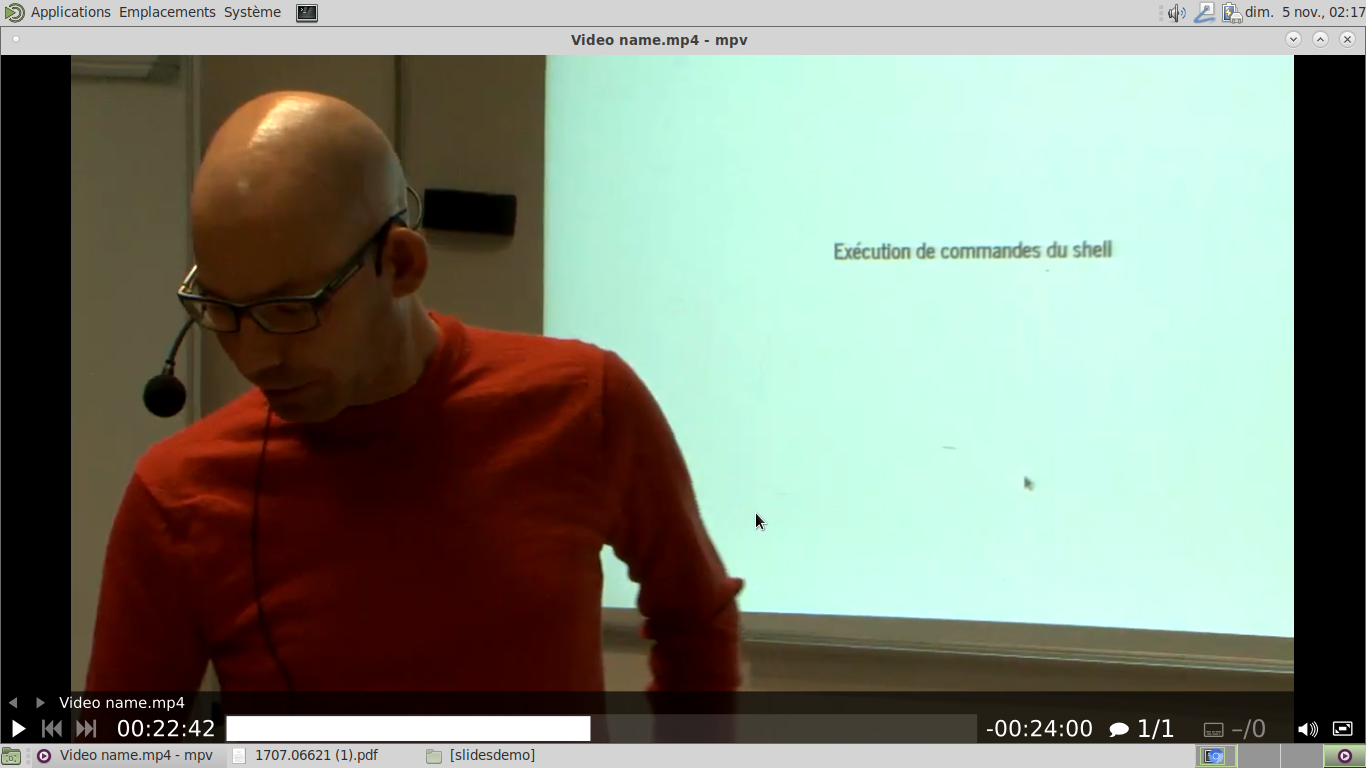 Applications Emplacements Système
dim. 5 nov., 02:17
Video name.mp4 - mpv
Exécution de commandes du shell
Video name.mp4
00:22:42
-00:24:00
1/1
–/0
Video name.mp4 - mpv
1707.06621 (1).pdf
[slidesdemo]